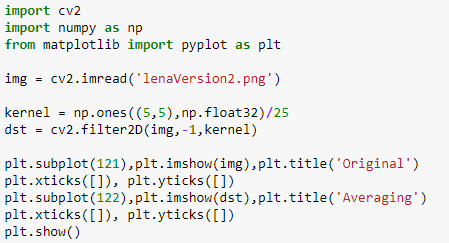 import cv2
import numpy as np
from matplotlib import pyplot as plt
img = cv2.imread('lenaVersion2.png')
kernel = np.ones((5,5),np.float32)/25
dst = cv2.filter2D(img,-1,kernel)
plt.subplot(121),plt.imshow(img),plt.title('Original')
plt.xticks([]), plt.yticks([])
plt.subplot(122),plt.imshow(dst),plt.title('Averaging')
plt.xticks([]), plt.yticks([])
plt.show()